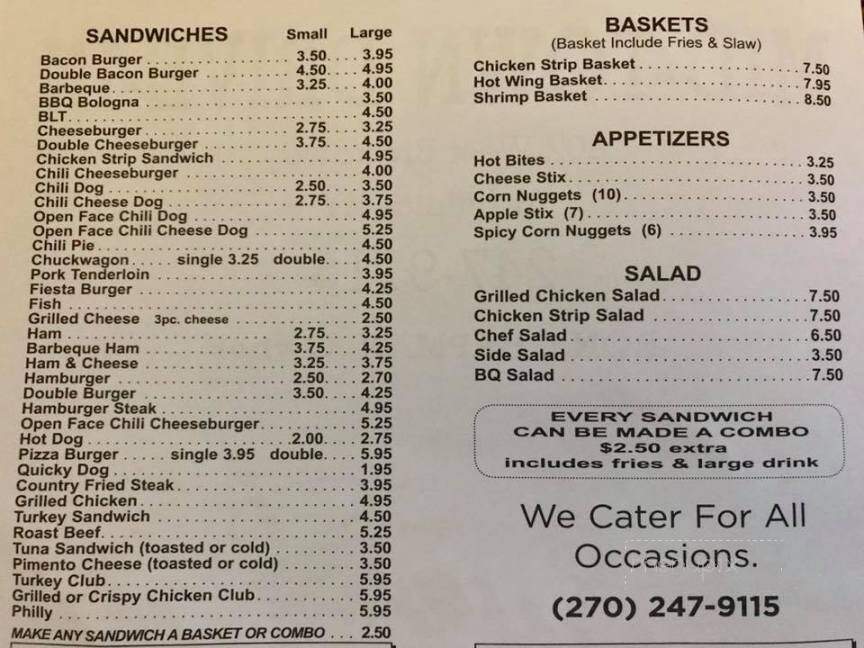 SANDWICHES Small Large
Bacon Burger 3.50 3.95
Double Bacon Burger 4.50 4.95
Barbeque 3.25 4.00
BBQ Bologna 3.50
BLT 4.50
Cheeseburger 2.75 3.25
Double Cheeseburger 3.75 4.50
Chicken Strip Sandwich 4.95
Chili Cheeseburger 4.00
Chili Dog 2.50 3.50
Chili Cheese Dog 2.75 3.75
Open Face Chili Dog 4.95
Open Face Chili Cheese Dog 5.25
Chili Pie 4.50
Chuckwagon single 3.25 double 4.50
Pork Tenderloin 3.95
Fiesta Burger 4.25
Fish 4.50
Grilled Cheese 3pc. cheese 2.50
Ham 2.75 3.25
Barbeque Ham 3.75 4.25
Ham & Cheese 3.25 3.75
Hamburger 2.50 2.70
Double Burger 3.50 4.25
Hamburger Steak 4.95
Open Face Chili Cheeseburger 5.25
Hot Dog 2.00 2.75
Pizza Burger single 3.95 double 5.95
Quicky Dog 1.95
Country Fried Steak 3.95
Grilled Chicken 4.95
Turkey Sandwich 4.50
Roast Beef 5.25
Tuna Sandwich (toasted or cold) 3.50
Pimento Cheese (toasted or cold) 3.50
Turkey Club 5.95
Grilled or Crispy Chicken Club 5.95
Philly 5.95
MAKE ANY SANDWICH A BASKET OR COMBO 2.50
BASKETS
(Basket Include Fries & Slaw)
Chicken Strip Basket 7.50
Hot Wing Basket 7.95
Shrimp Basket 8.50
APPETIZERS
Hot Bites 3.25
Cheese Stix 3.50
Corn Nuggets (10) 3.50
Apple Stix (7) 3.50
Spicy Corn Nuggets (6) 3.95
SALAD
Grilled Chicken Salad 7.50
Chicken Strip Salad 7.50
Chef Salad 6.50
Side Salad 3.50
BQ Salad 7.50
EVERY SANDWICH
CAN BE MADE A COMBO
$2.50 extra
includes fries & large drink
We Cater For All
Occasions.
(270) 247-9115